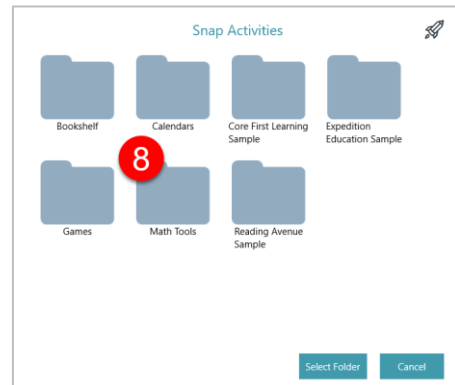 Snap Activities
Bookshelf
Calendars
Core First Learning
Sample
Expedition
Education Sample
8
Games
Math Tools
Reading Avenue
Sample
Select Folder
Cancel